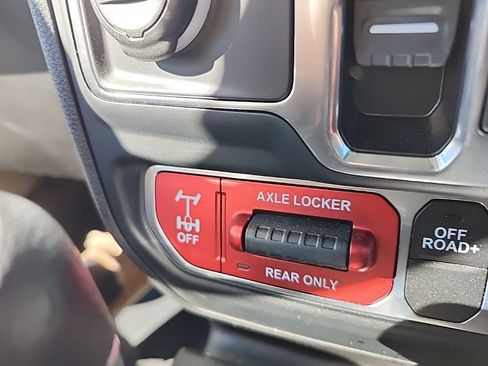 AXLE LOCKER
OFF
REAR ONLY
OFF
ROAD+